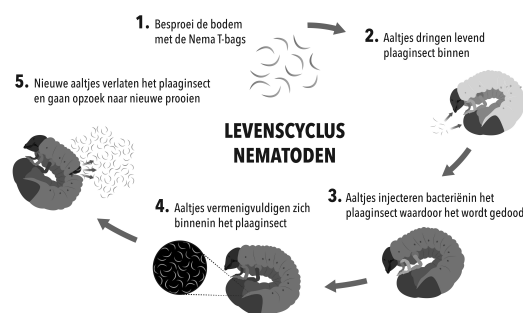 1. Besproei de bodem
met de Nema T-bags
2. Aaltjes dringen levend
plaaginsect binnen
5. Nieuwe aaltjes verlaten het plaaginsect
en gaan opzoek naar nieuwe prooien
LEVENSCYCLUS
NEMATODEN
3. Aaltjes injecteren bacteriënin het
plaaginsect waardoor het wordt gedood
4. Aaltjes vermenigvuldigen zich
binnenin het plaaginsect